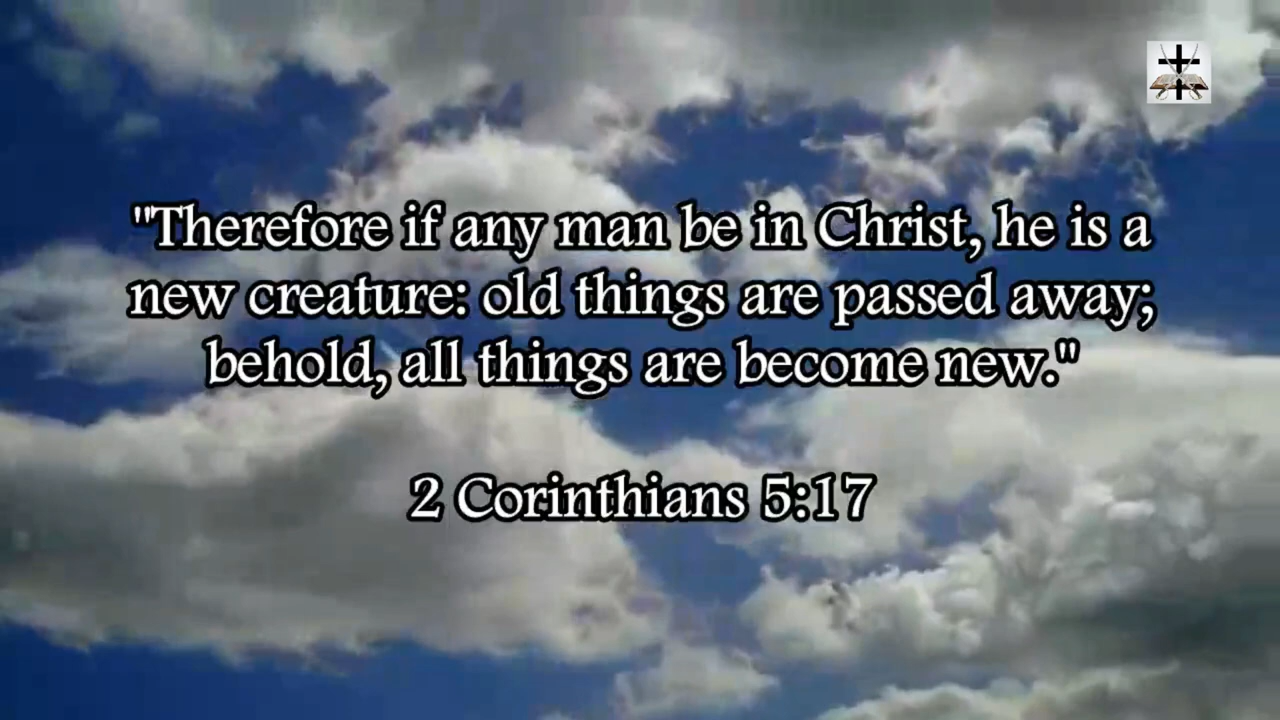 "Therefore if any man be in Christ, he is a
new creature: old things are passed away;
behold, all things are become new."
2 Corinthians 5:17